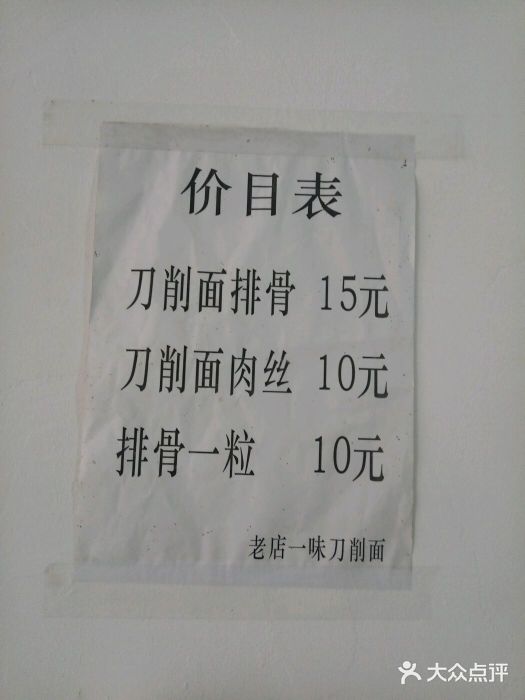 价目表
刀削面排骨 15元
刀削面肉丝 10元
排骨一粒 10元
老店一味刀削面
大众点评